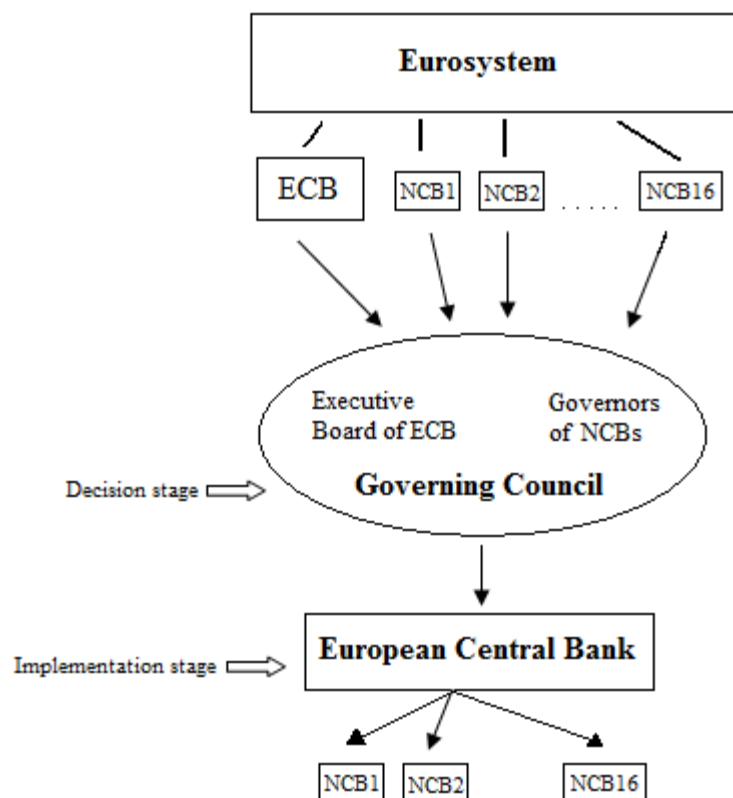 Eurosystem
ECB
NCB1
NCB2
. . . . .
NCB16
Executive
Board of ECB
Governors
of NCBs
Governing Council
Decision stage
European Central Bank
Implementation stage
NCB1
NCB2
NCB16